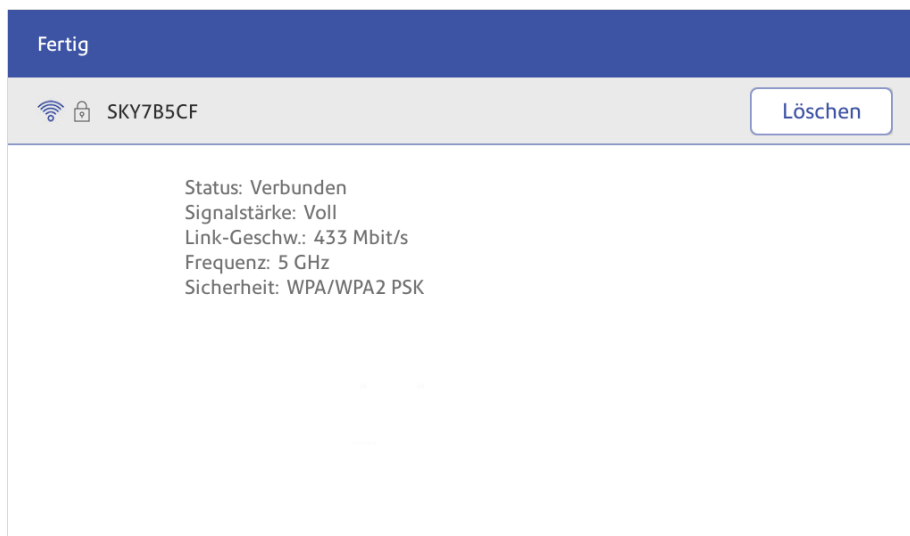 Fertig
SKY7B5CF
Löschen
Status: Verbunden
Signalstärke: Voll
Link-Geschw.: 433 Mbit/s
Frequenz: 5 GHz
Sicherheit: WPA/WPA2 PSK